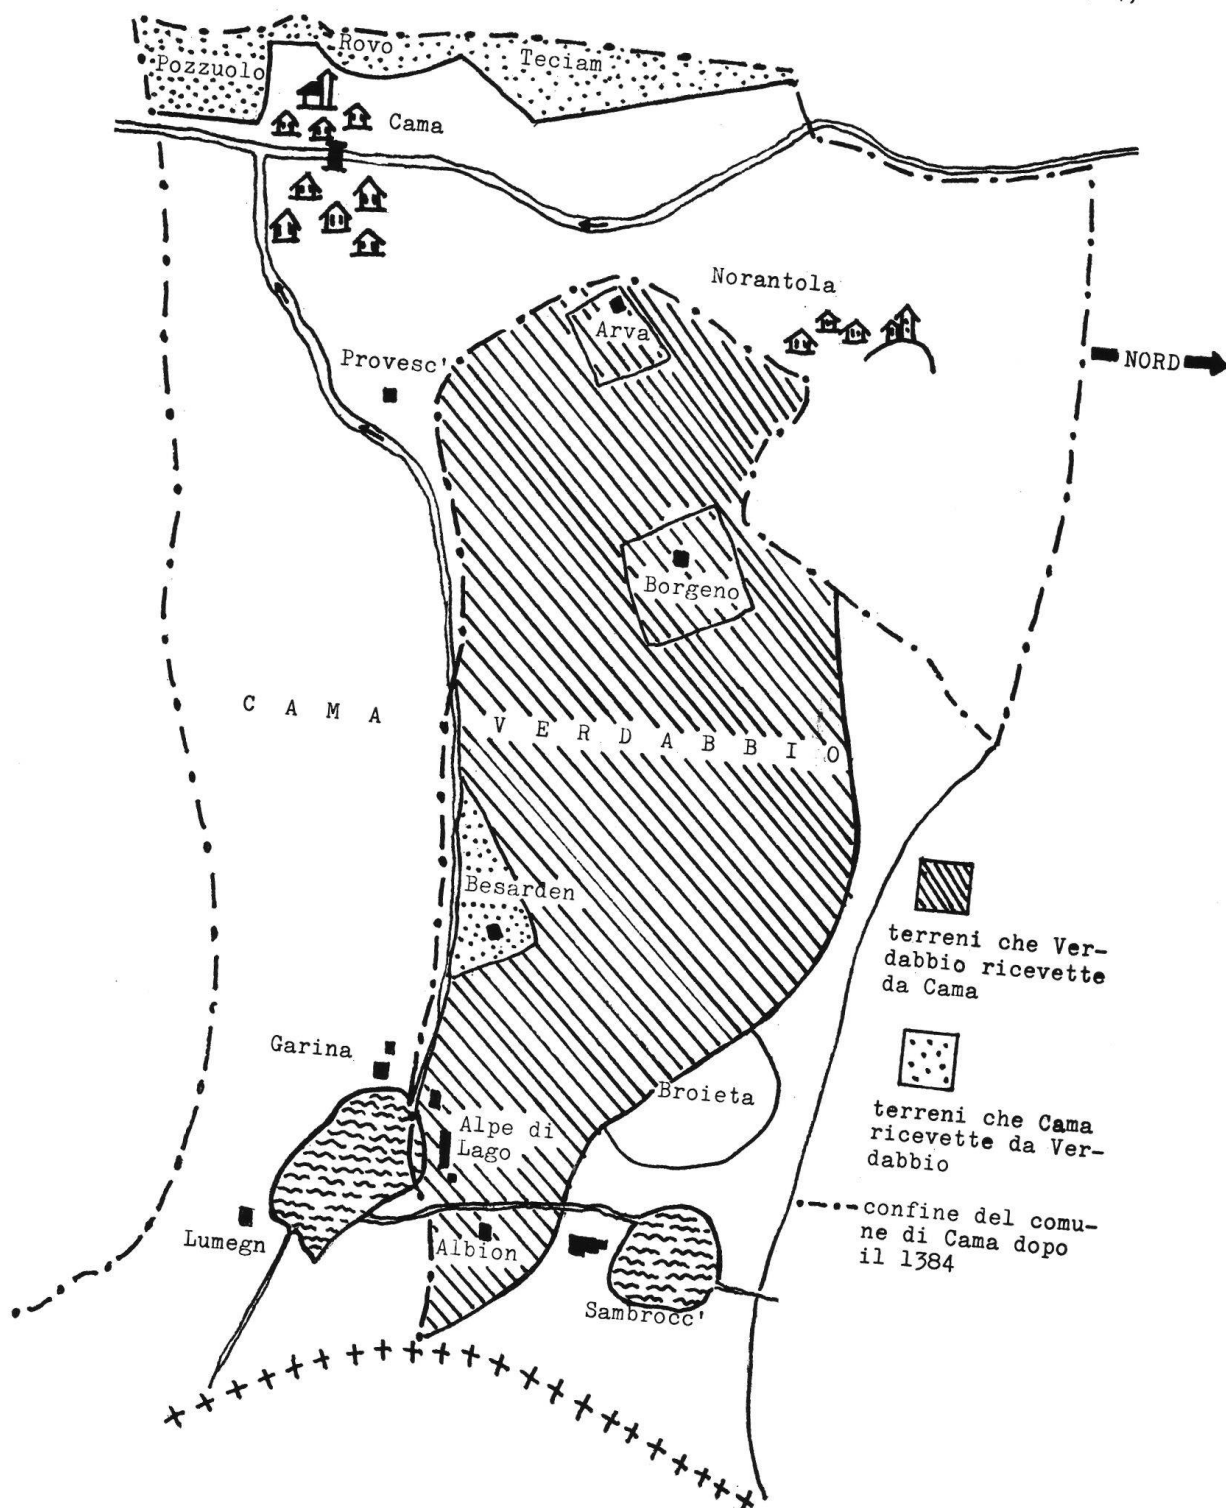 Rovo
Pozzuolo
Teciam
Cama
Norantola
Arva
Provesc'
NORD
Borgeno
C A M A
V E R D A B B I O
Besarden
terreni che Ver-
dabbio ricevette
da Cama
Garina
Broieta
Alpe di
Lago
terreni che Cama
ricevette da Ver-
dabbio
Lumegn
Albion
confine del comu-
ne di Cama dopo
il 1384
Sambrocc'